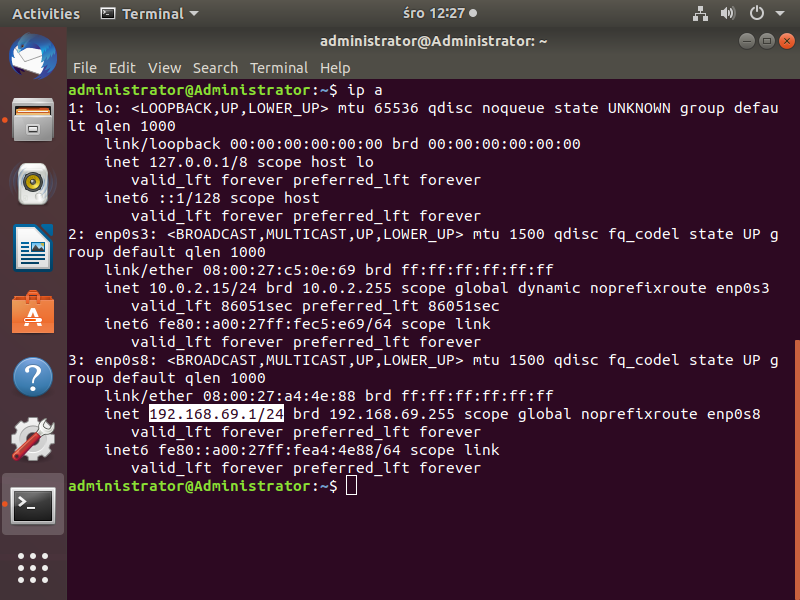 Activities Terminal śro 12:27
administrator@Administrator: ~
File Edit View Search Terminal Help
administrator@Administrator:~$ ip a
1: lo: <LOOPBACK,UP,LOWER_UP> mtu 65536 qdisc noqueue state UNKNOWN group defau
lt qlen 1000
    link/loopback 00:00:00:00:00:00 brd 00:00:00:00:00:00
    inet 127.0.0.1/8 scope host lo
       valid_lft forever preferred_lft forever
    inet6 ::1/128 scope host
       valid_lft forever preferred_lft forever
2: enp0s3: <BROADCAST,MULTICAST,UP,LOWER_UP> mtu 1500 qdisc fq_codel state UP g
roup default qlen 1000
    link/ether 08:00:27:c5:0e:69 brd ff:ff:ff:ff:ff:ff
    inet 10.0.2.15/24 brd 10.0.2.255 scope global dynamic noprefixroute enp0s3
       valid_lft 86051sec preferred_lft 86051sec
    inet6 fe80::a00:27ff:fec5:e69/64 scope link
       valid_lft forever preferred_lft forever
3: enp0s8: <BROADCAST,MULTICAST,UP,LOWER_UP> mtu 1500 qdisc fq_codel state UP g
roup default qlen 1000
    link/ether 08:00:27:a4:4e:88 brd ff:ff:ff:ff:ff:ff
    inet 192.168.69.1/24 brd 192.168.69.255 scope global noprefixroute enp0s8
       valid_lft forever preferred_lft forever
    inet6 fe80::a00:27ff:fea4:4e88/64 scope link
       valid_lft forever preferred_lft forever
administrator@Administrator:~$